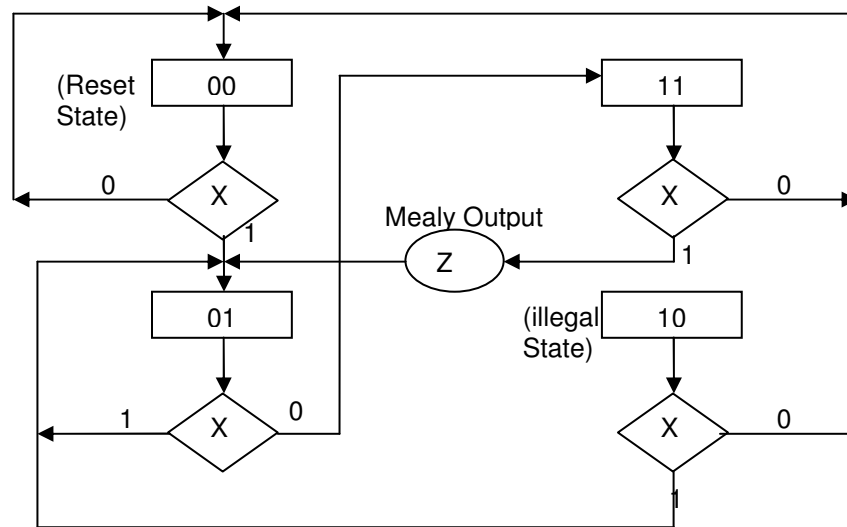 (Reset
State)
00
11
X
0
1
X
0
1
Mealy Output
Z
01
(illegal
State)
10
X
1
0
X
0
1